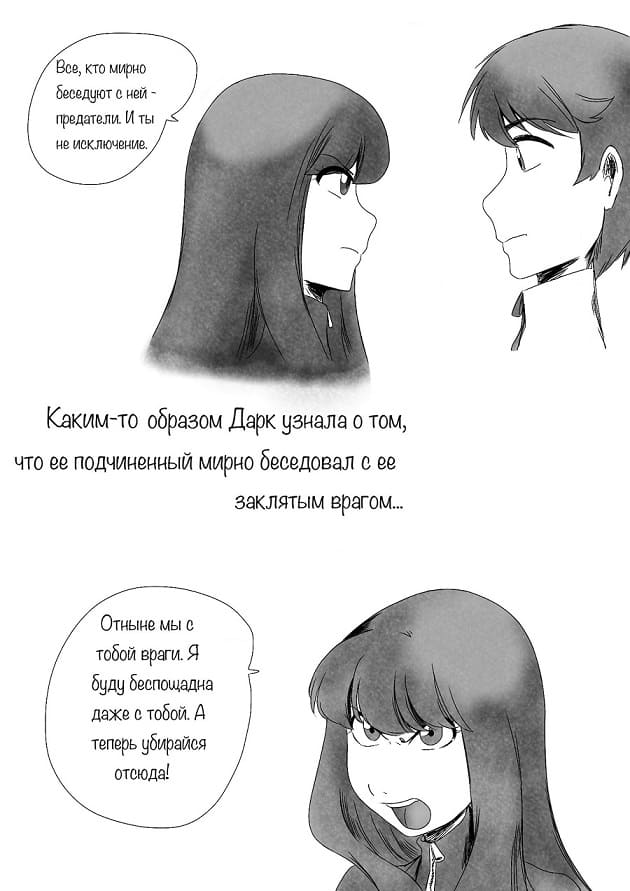 Все, кто мирно
беседуют с ней -
предатели. И ты
не исключение.
Каким-то образом Дарк узнала о том,
что ее подчиненный мирно беседовал с ее
заклятым врагом...
Отныне мы с
тобой враги. Я
буду беспощадна
даже с тобой. А
теперь убирайся
отсюда!